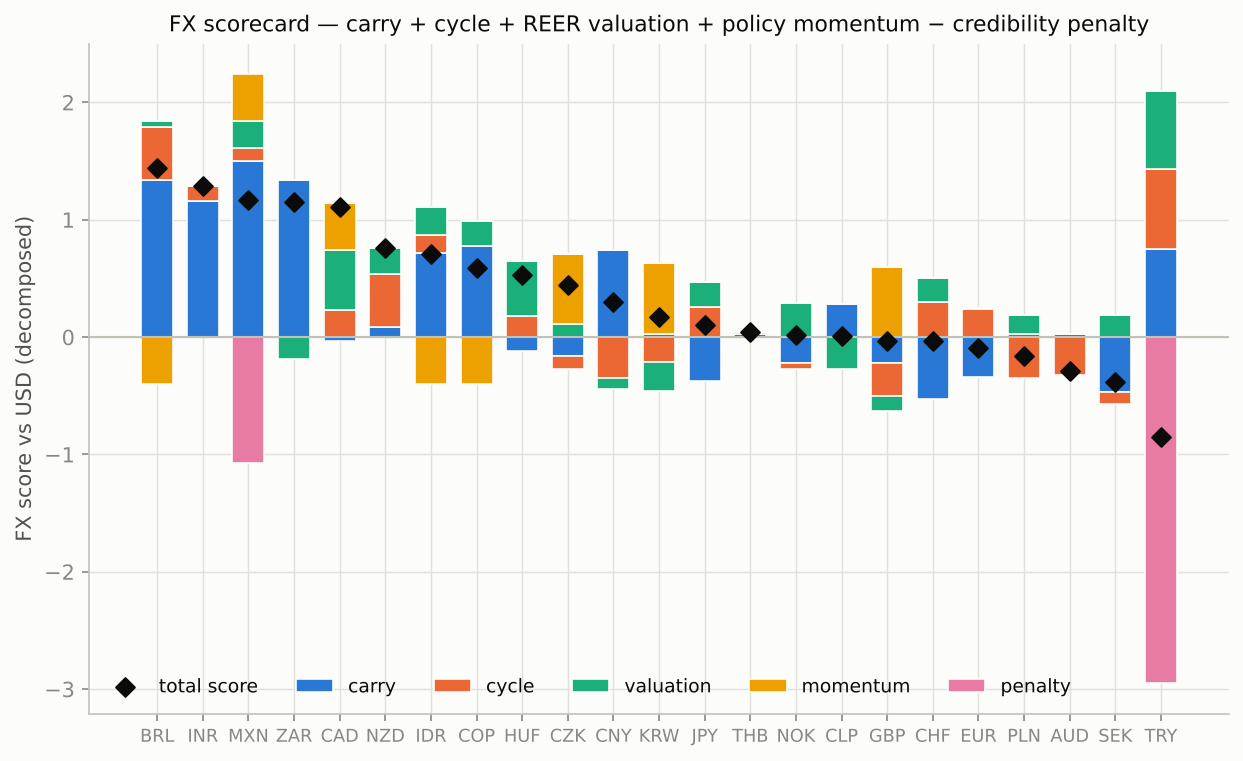 FX scorecard — carry + cycle + REER valuation + policy momentum − credibility penalty
FX score vs USD (decomposed)
2
1
0
−1
−2
−3
total score carry cycle valuation momentum penalty
BRL INR MXN ZAR CAD NZD IDR COP HUF CZK CNY KRW JPY THB NOK CLP GBP CHF EUR PLN AUD SEK TRY